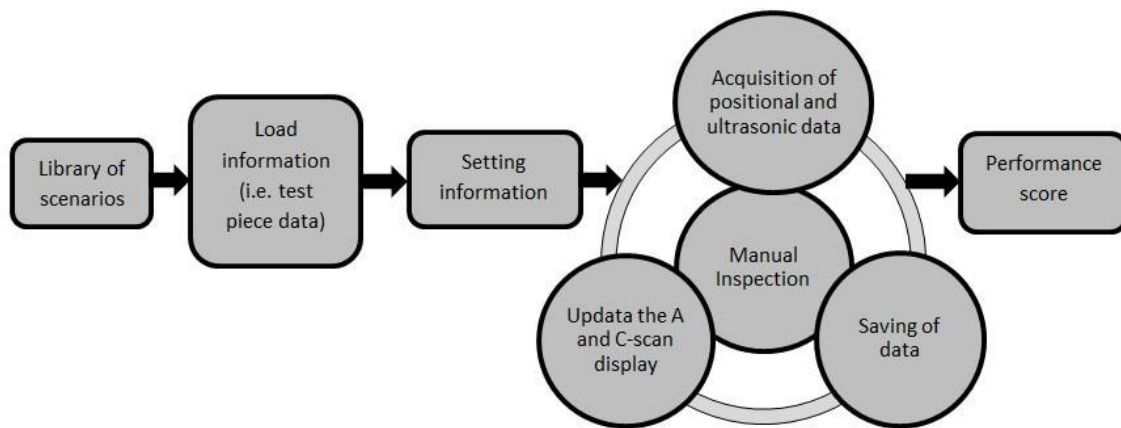 Library of
scenarios
Load
information
(i.e. test
piece data)
Setting
information
Acquisition of
positional and
ultrasonic data
Manual
Inspection
Updata the A
and C-scan
display
Saving of
data
Performance
score